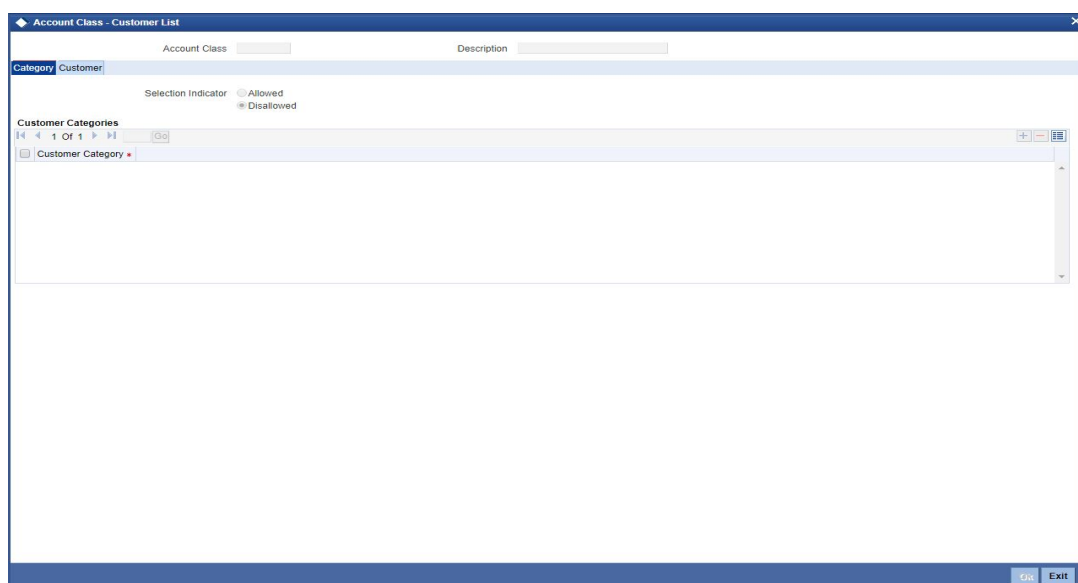 Account Class - Customer List
Account Class Description
Category Customer
Selection Indicator Allowed
Disallowed
Customer Categories
1 Of 1 Go
Customer Category *
Ok Exit